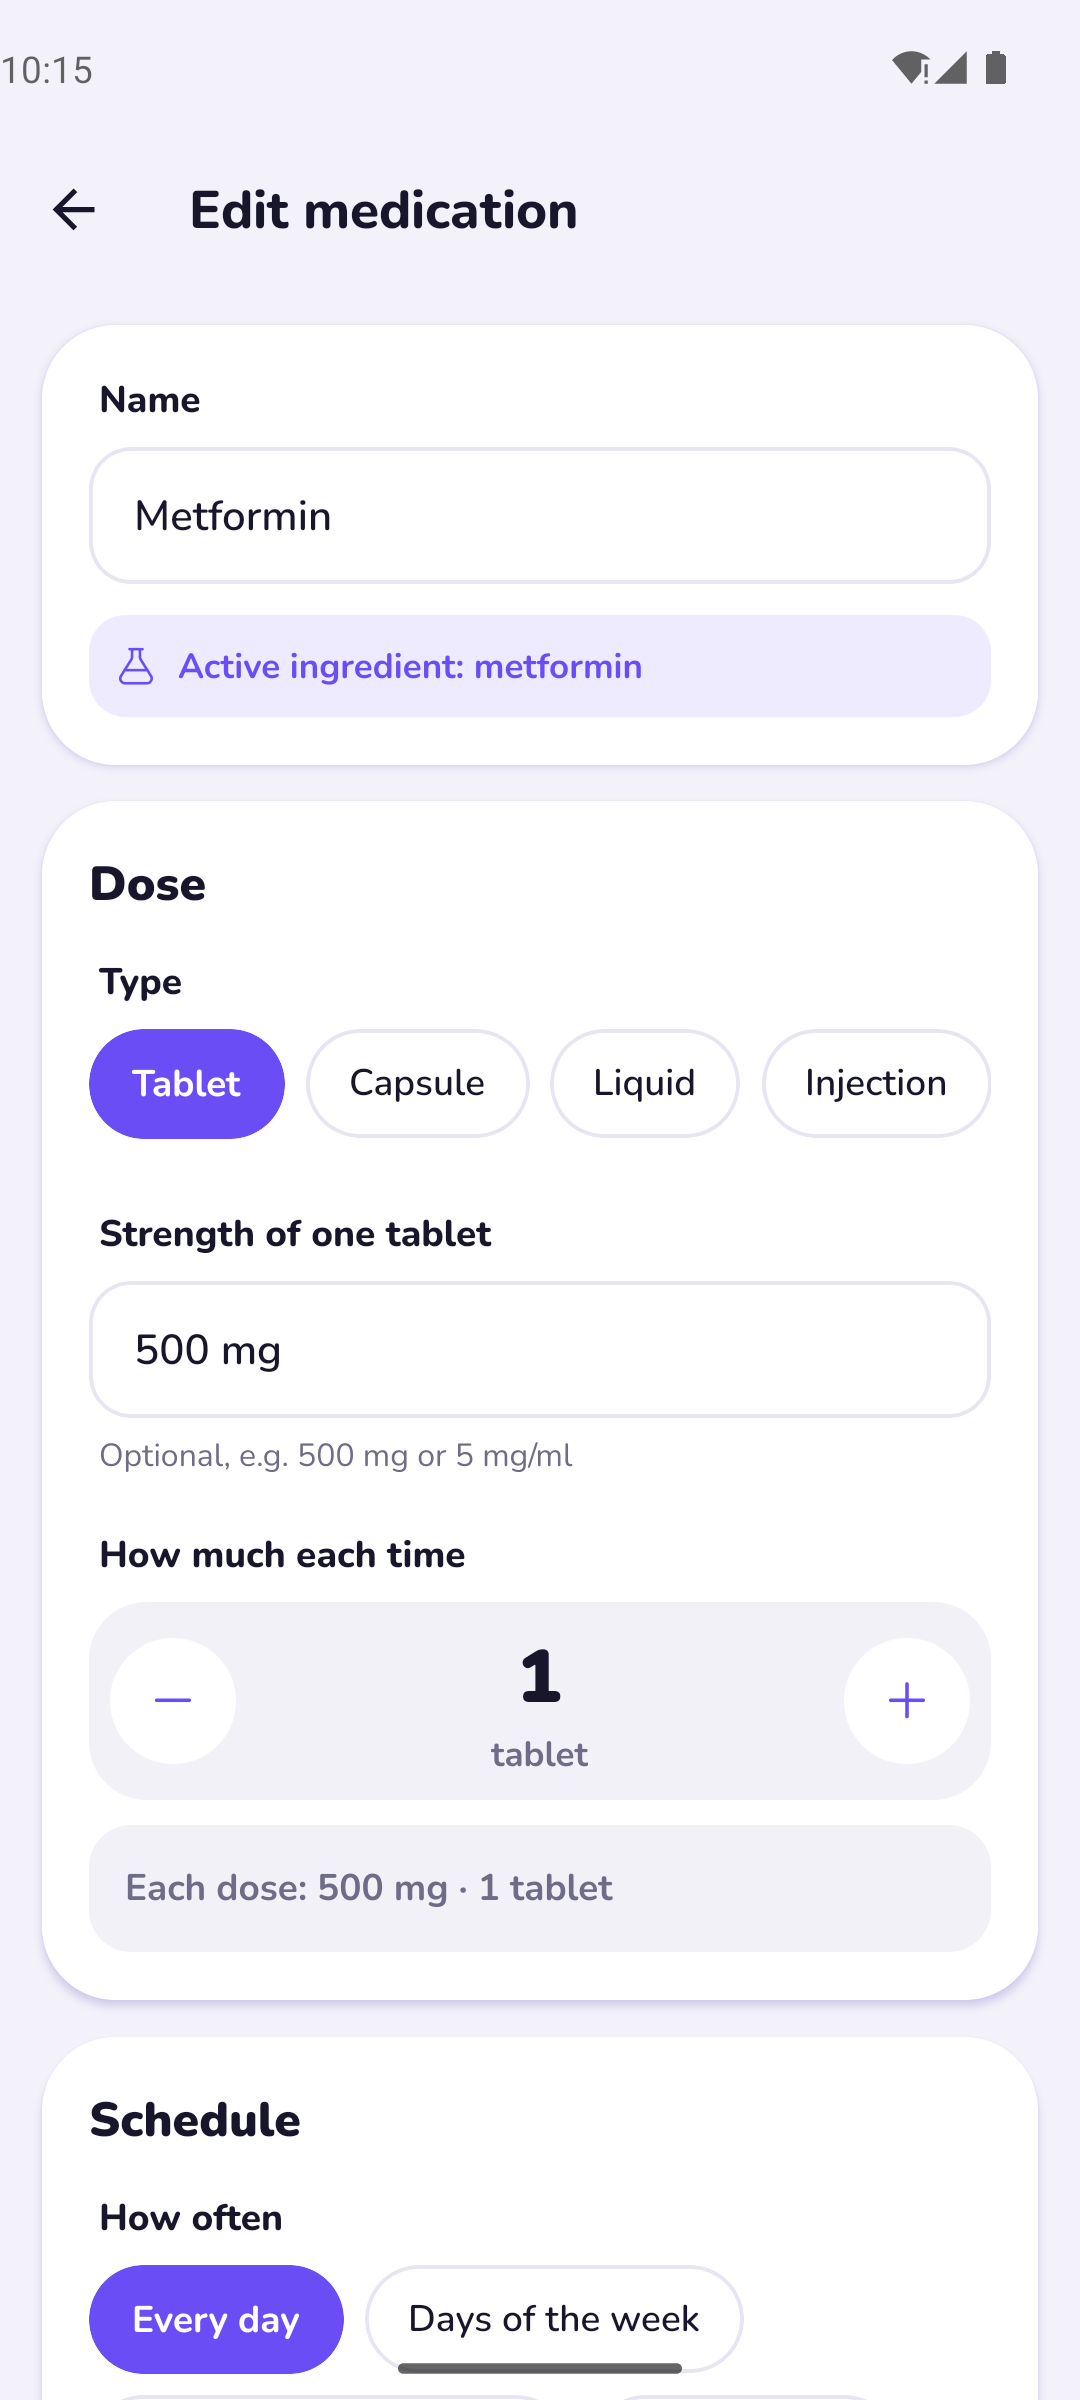 10:15
Edit medication
Name
Metformin
Active ingredient: metformin
Dose
Type
Tablet
Capsule
Liquid
Injection
Strength of one tablet
500 mg
Optional, e.g. 500 mg or 5 mg/ml
How much each time
1
tablet
Each dose: 500 mg · 1 tablet
Schedule
How often
Every day
Days of the week